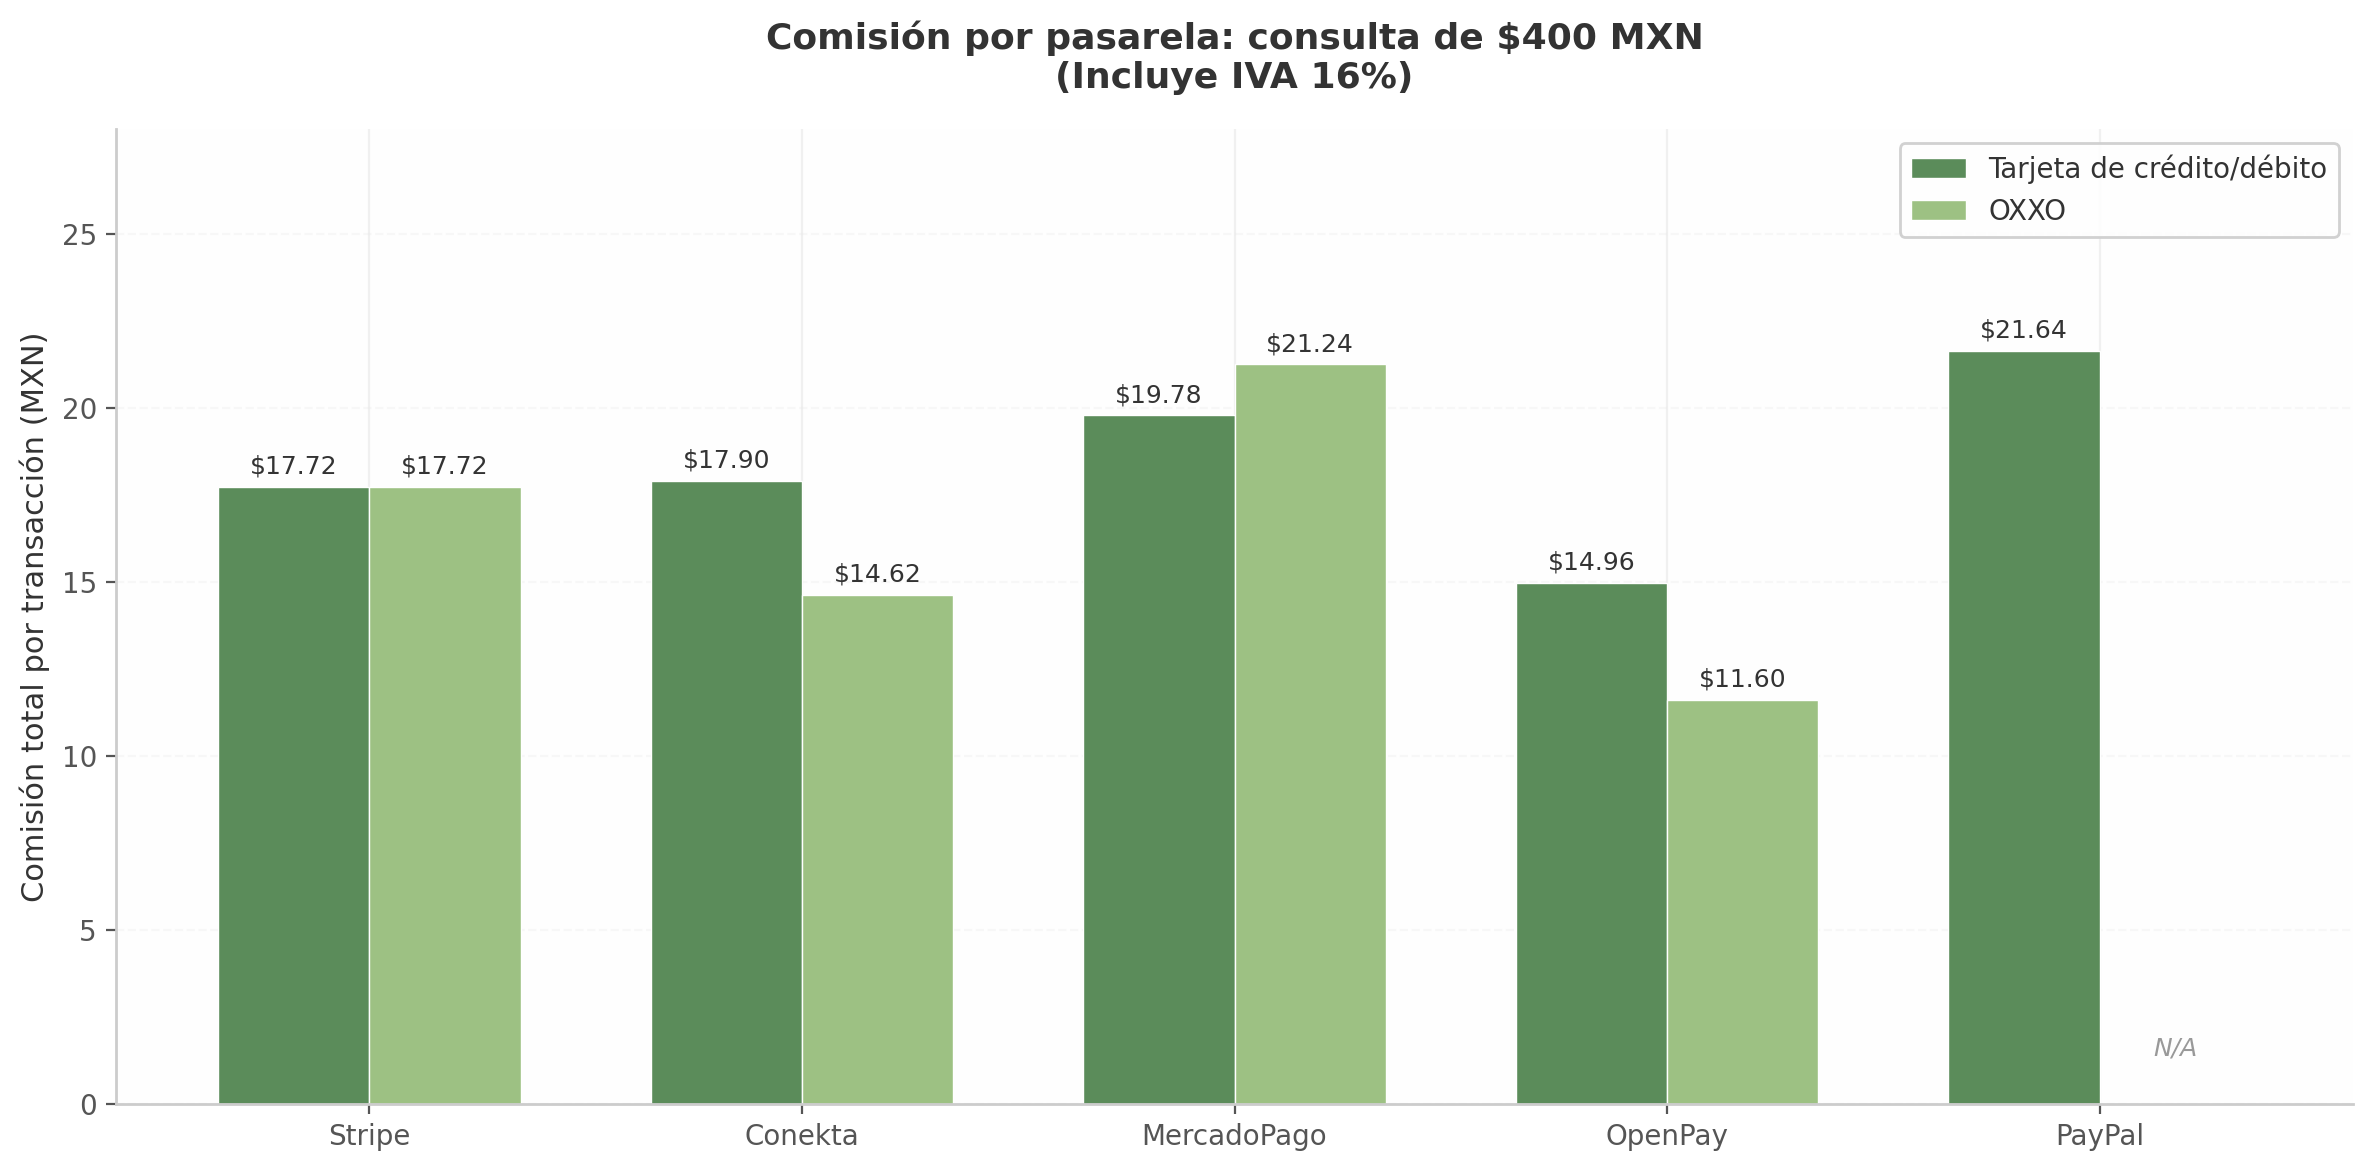 Comisión por pasarela: consulta de $400 MXN
(Incluye IVA 16%)
Tarjeta de crédito/débito
OXXO
Comisión total por transacción (MXN)
25
20
15
10
5
0
$17.72
$17.72
$17.90
$14.62
$19.78
$21.24
$14.96
$11.60
$21.64
N/A
Stripe
Conekta
MercadoPago
OpenPay
PayPal